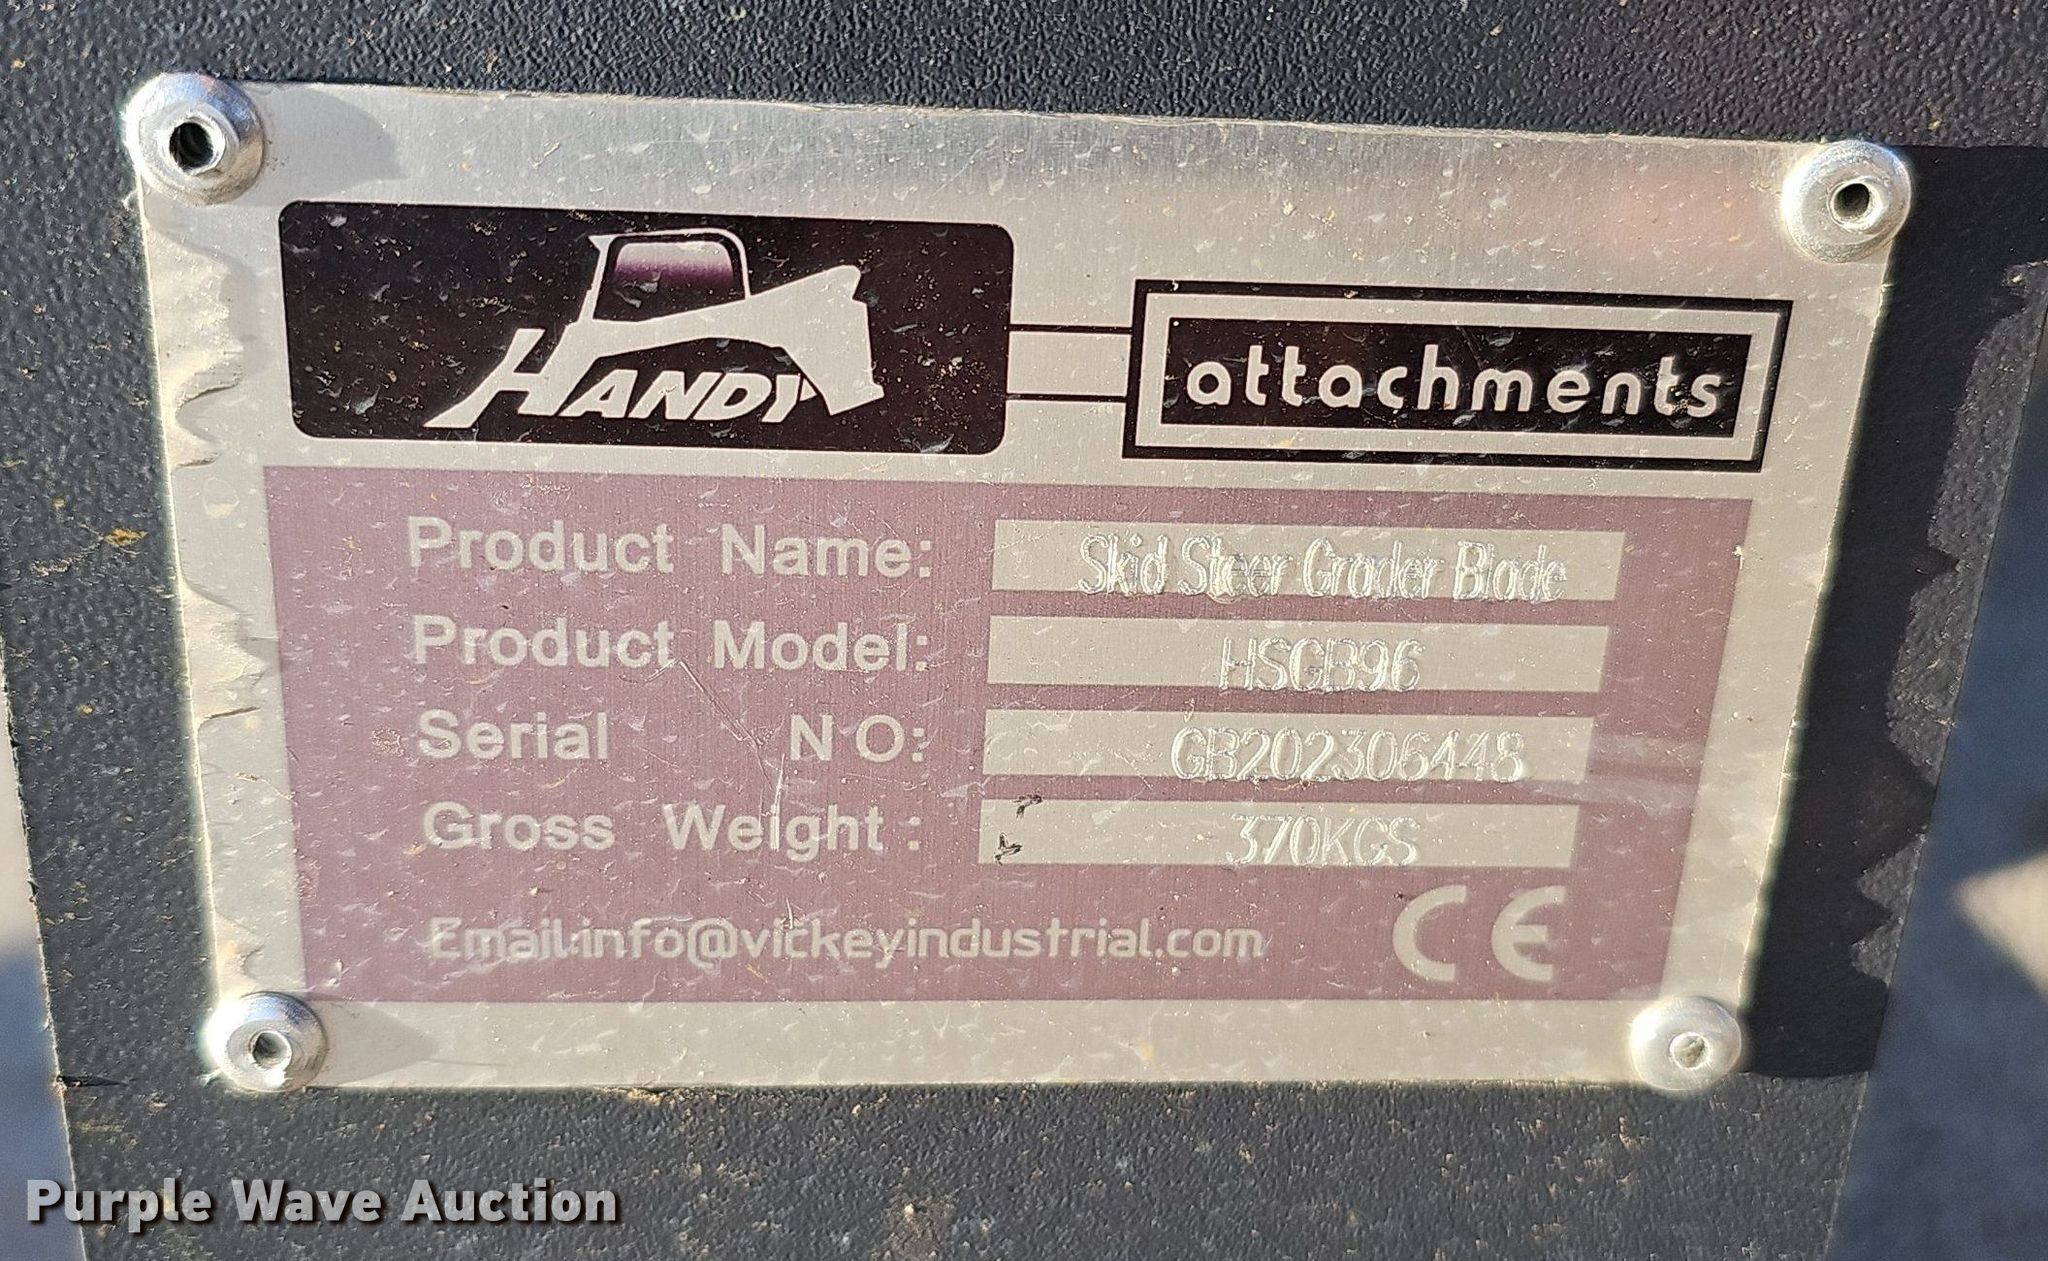 HANDY
attachments
Product Name: Skid Steer Grader Blade
Product Model: HSGB96
Serial NO: GB202306448
Gross Weight: 370KGS
Email:info@vickeyindustrial.com
CE
Purple Wave Auction